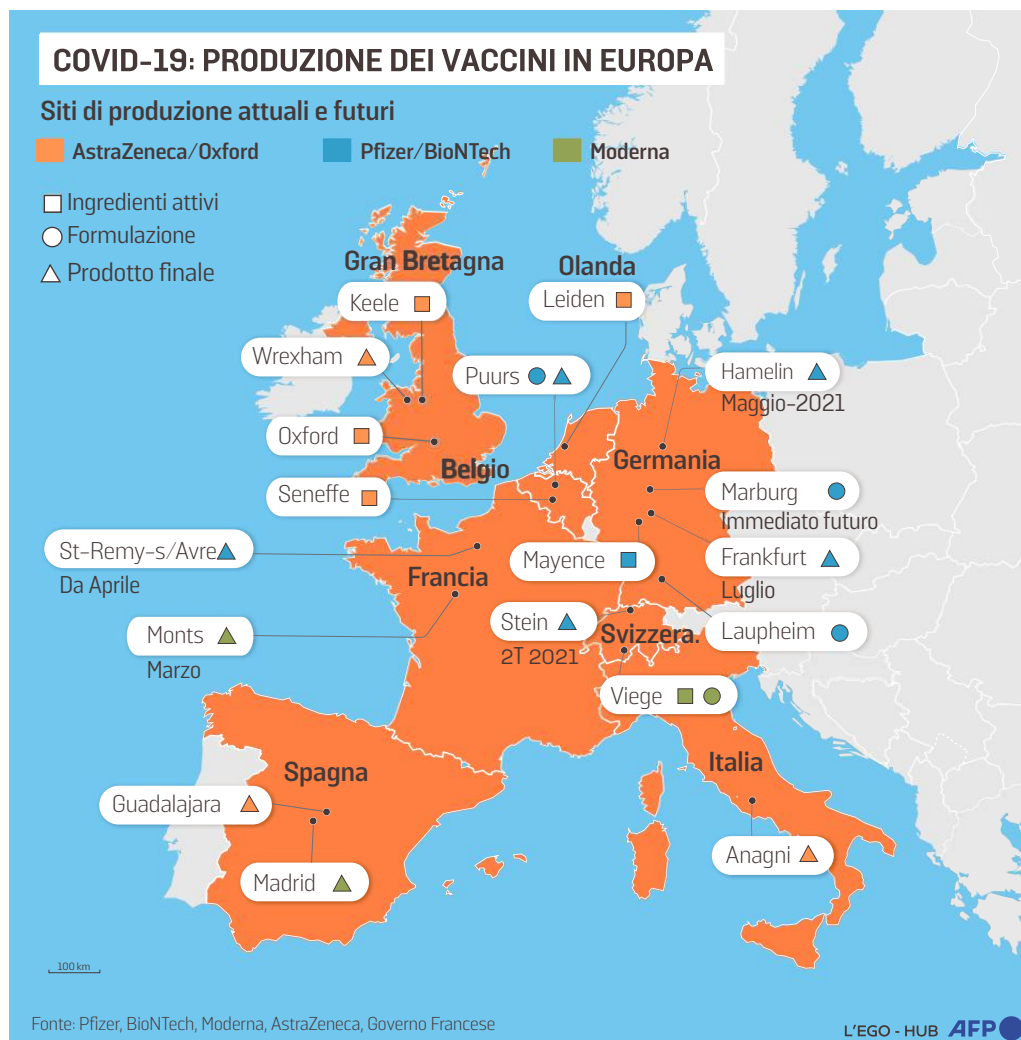 COVID-19: PRODUZIONE DEI VACCINI IN EUROPA
Siti di produzione attuali e futuri
AstraZeneca/Oxford
Pfizer/BioNTech
Moderna
Ingredienti attivi
Formulazione
Prodotto finale
Gran Bretagna
Olanda
Keele
Leiden
Wrexham
Puurs
Hamelin
Maggio-2021
Oxford
Belgio
Germania
Seneffe
Marburg
Immediato futuro
St-Remy-s/Avre
Da Aprile
Mayence
Frankfurt
Luglio
Francia
Monts
Marzo
Stein
2T 2021
Svizzera.
Laupheim
Viege
Spagna
Italia
Guadalajara
Madrid
Anagni
100 km
Fonte: Pfizer, BioNTech, Moderna, AstraZeneca, Governo Francese
L'EGO - HUB AFP